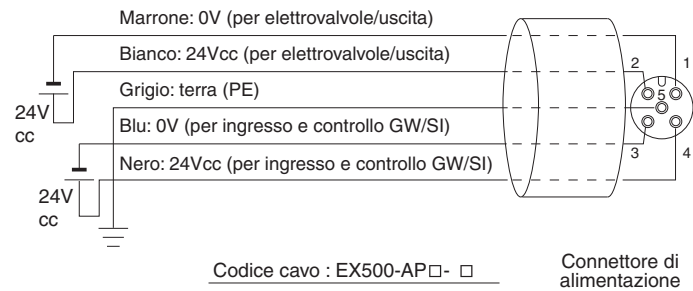 Marrone: 0V (per elettrovalvole/uscita)
Bianco: 24Vcc (per elettrovalvole/uscita)
2
1
Grigio: terra (PE)
5
24V
cc
Blu: 0V (per ingresso e controllo GW/SI)
3
4
Nero: 24Vcc (per ingresso e controllo GW/SI)
24V
cc
Codice cavo : EX500-AP□- □
Connettore di
alimentazione